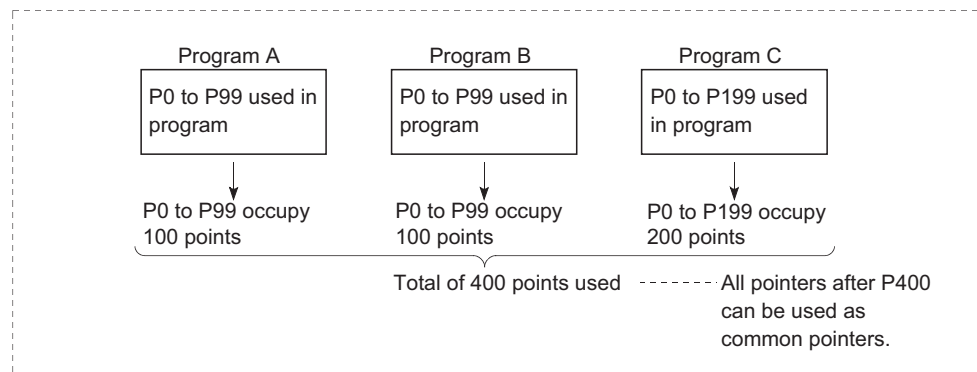 Program A
Program B
Program C
P0 to P99 used in
program
P0 to P99 used in
program
P0 to P199 used
in program
P0 to P99 occupy
100 points
P0 to P99 occupy
100 points
P0 to P199 occupy
200 points
Total of 400 points used
All pointers after P400
can be used as
common pointers.